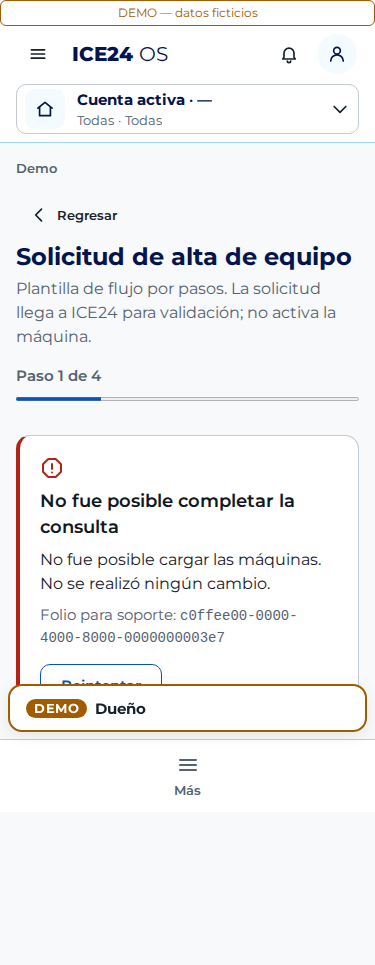 DEMO — datos ficticios
ICE24 OS
Cuenta activa · —
Todas · Todas
Demo
Regresar
Solicitud de alta de equipo
Plantilla de flujo por pasos. La solicitud
llega a ICE24 para validación; no activa la
máquina.
Paso 1 de 4
No fue posible completar la
consulta
No fue posible cargar las máquinas.
No se realizó ningún cambio.
Folio para soporte: c0ffee00-0000-
4000-8000-0000000003e7
Reintentar
DEMO Dueño
Más